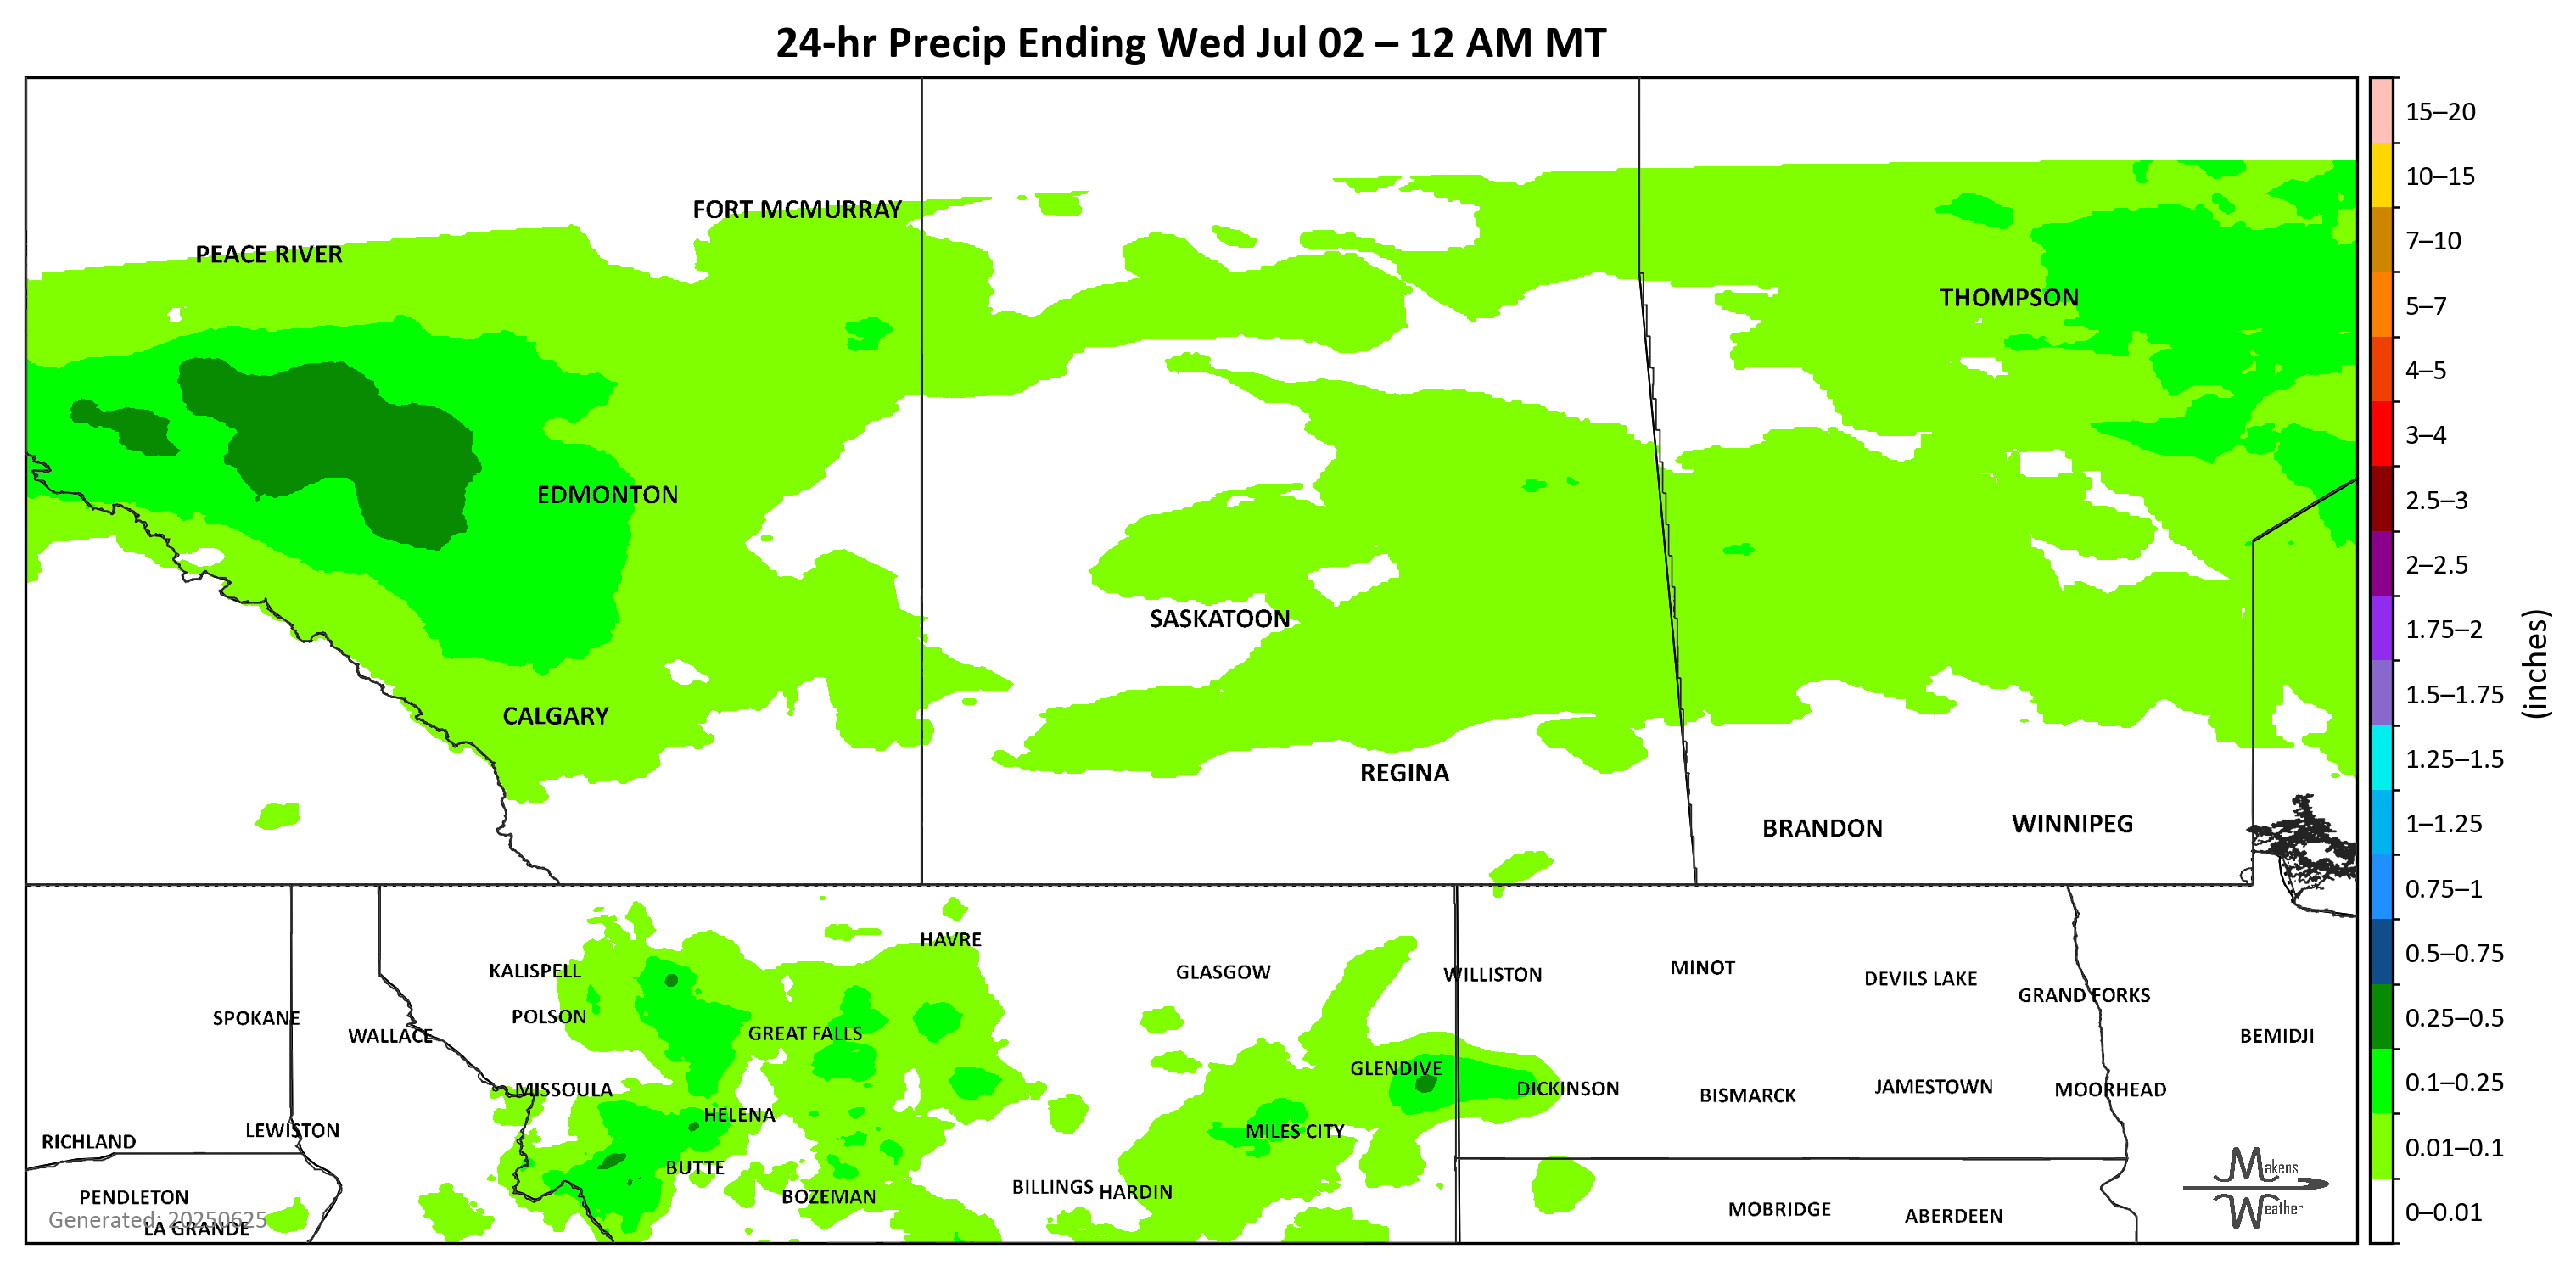 24-hr Precip Ending Wed Jul 02 – 12 AM MT
15–20
10–15
7–10
5–7
4–5
3–4
2.5–3
2–2.5
1.75–2
1.5–1.75
1.25–1.5
1–1.25
0.75–1
0.5–0.75
0.25–0.5
0.1–0.25
0.01–0.1
0–0.01
(inches)
FORT MCMURRAY
PEACE RIVER
THOMPSON
EDMONTON
SASKATOON
CALGARY
REGINA
BRANDON
WINNIPEG
HAVRE
KALISPELL
GLASGOW
WILLISTON
MINOT
DEVILS LAKE
GRAND FORKS
SPOKANE
POLSON
WALLACE
GREAT FALLS
BEMIDJI
GLENDIVE
MISSOULA
DICKINSON
BISMARCK
JAMESTOWN
MOORHEAD
HELENA
LEWISTON
MILES CITY
RICHLAND
BUTTE
PENDLETON
BOZEMAN
BILLINGS
HARDIN
MOBRIDGE
ABERDEEN
Generated: 20250625
LA GRANDE
Makens
Weather